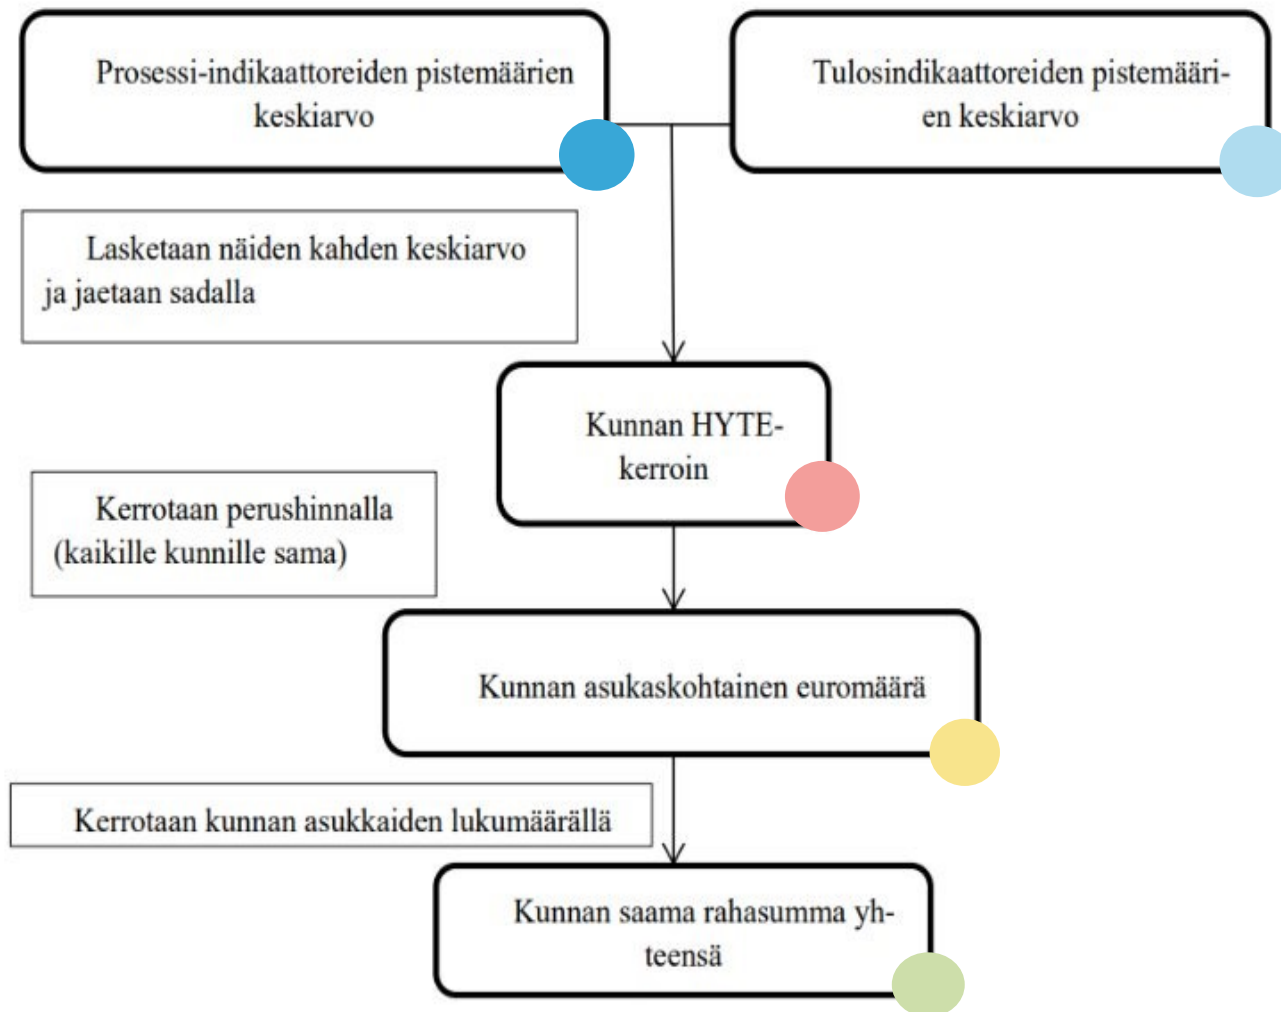 Prosessi-indikaattoreiden pistemäärien
keskiarvo
Tulosindikaattoreiden pistemääri-
en keskiarvo
Lasketaan näiden kahden keskiarvo
ja jaetaan sadalla
Kunnan HYTE-
kerroin
Kerrotaan perushinnalla
(kaikille kunnille sama)
Kunnan asukaskohtainen euromäärä
Kerrotaan kunnan asukkaiden lukumäärällä
Kunnan saama rahasumma yh-
teensä